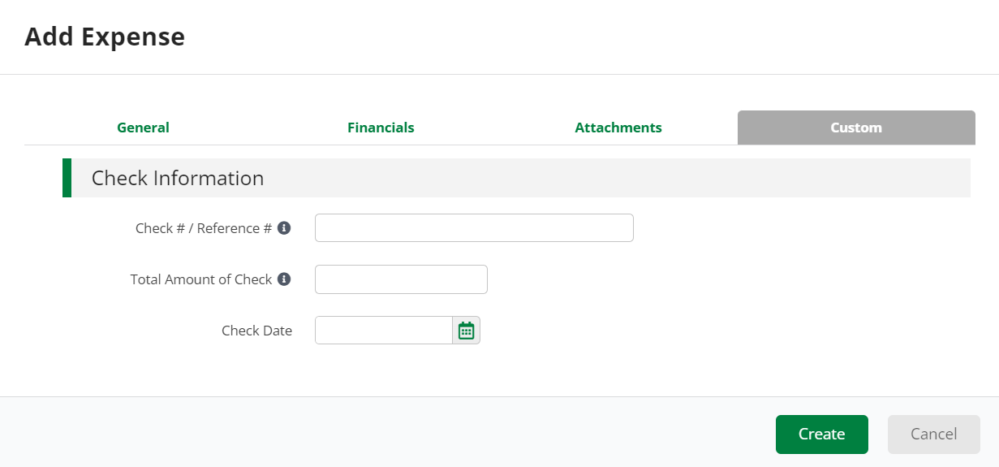 Add Expense
General Financials Attachments Custom
Check Information
Check # / Reference #
Total Amount of Check
Check Date
Create Cancel